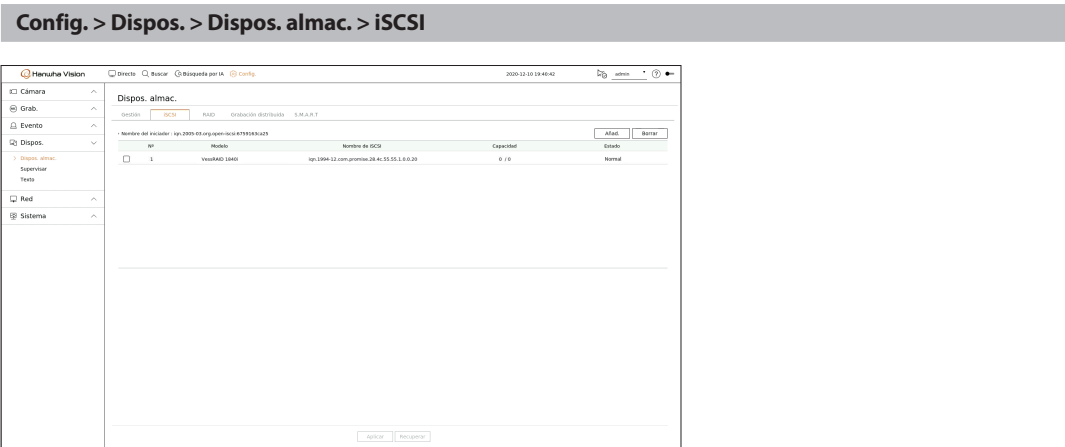 Config. > Dispos. > Dispos. almac. > iSCSI
Hanwha Vision
Directo Buscar Búsqueda por IA Config. 2020-12-10 19:40:42 admin
Cámara
Grab.
Evento
Dispos.
Dispos. almac.
Supervisar
Texto
Red
Sistema
Dispos. almac.
Gestión iSCSI RAID Grabación distribuida S.M.A.R.T
Nombre del iniciador : iqn.2005-03.org.open-iscsi:6759163ca25 Añad. Borrar
Nº Modelo Nombre de iSCSI Capacidad Estado
1 VessRAID 1840i iqn.1994-12.com.promise.28.4c.55.55.1.0.0.20 0 / 0 Normal
Aplicar Recuperar